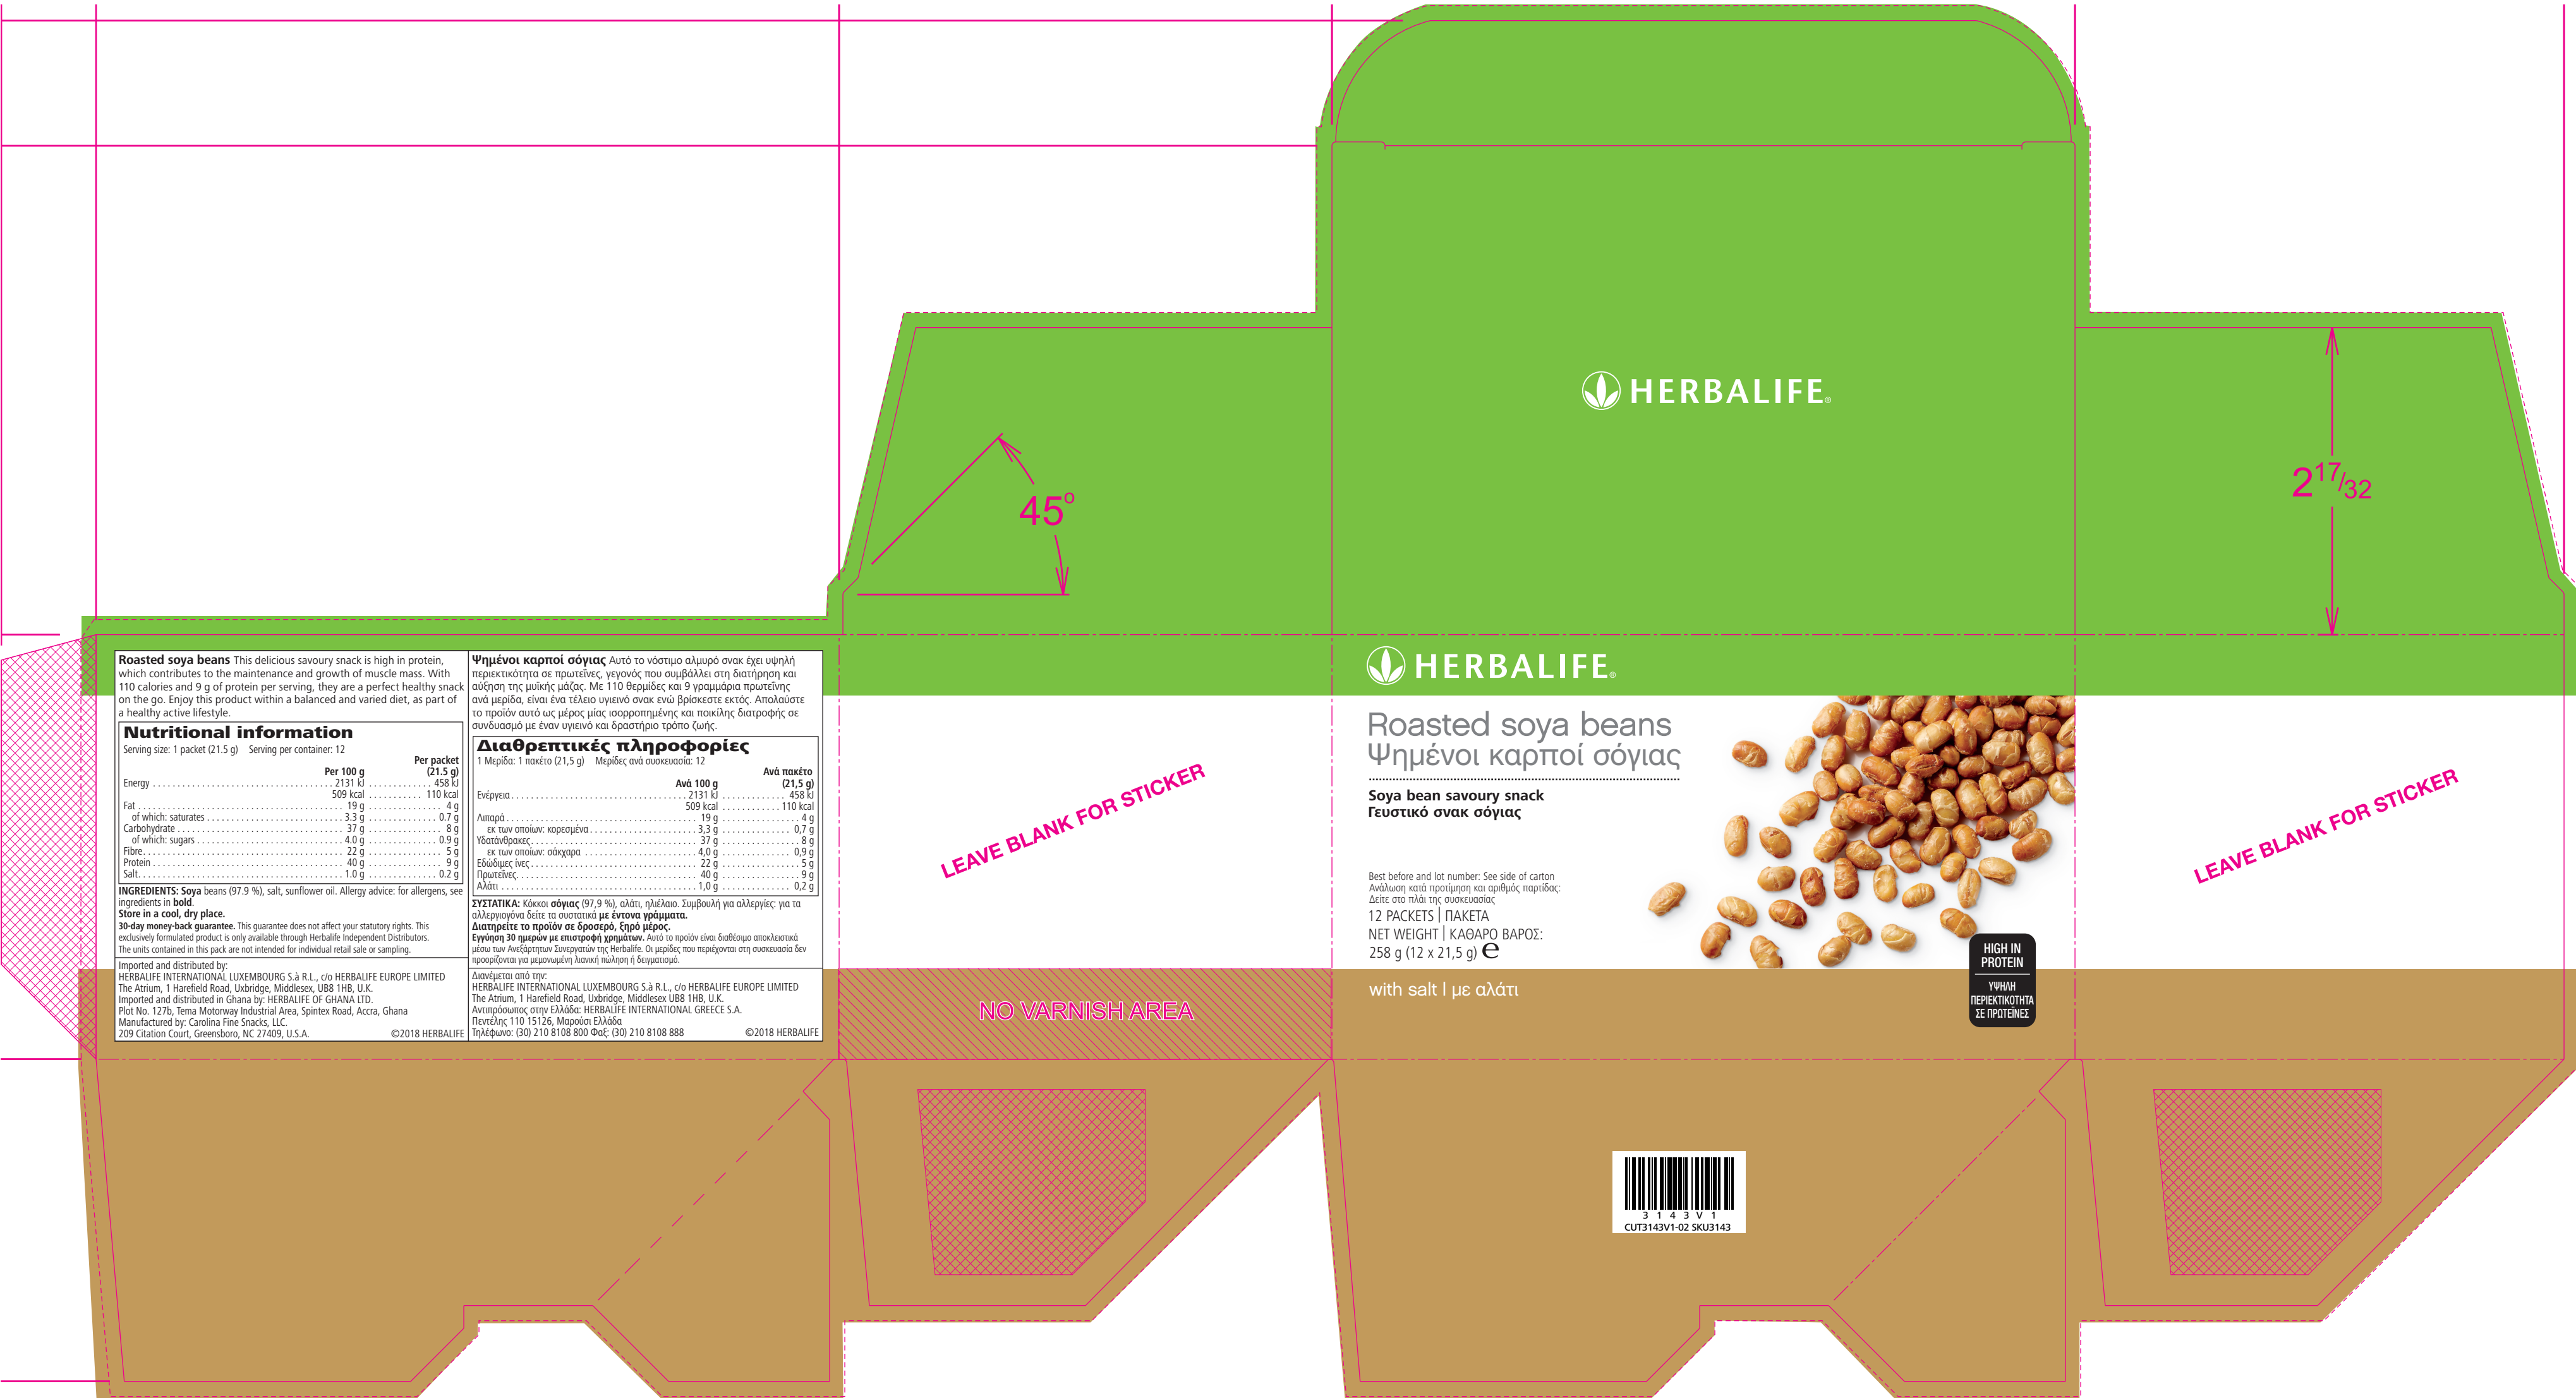 HERBALIFE®
45°
2 17/32
Roasted soya beans This delicious savoury snack is high in protein,
which contributes to the maintenance and growth of muscle mass. With
110 calories and 9 g of protein per serving, they are a perfect healthy snack
on the go. Enjoy this product within a balanced and varied diet, as part of
a healthy active lifestyle.
Nutritional information
Serving size: 1 packet (21.5 g) Serving per container: 12
Per packet
Per 100 g (21.5 g)
Energy 2131 kJ 458 kJ
509 kcal 110 kcal
Fat 19 g 4 g
of which: saturates 3.3 g 0.7 g
Carbohydrate 37 g 8 g
of which: sugars 4.0 g 0.9 g
Fibre 22 g 5 g
Protein 40 g 9 g
Salt 1.0 g 0.2 g
INGREDIENTS: Soya beans (97.9 %), salt, sunflower oil. Allergy advice: for allergens, see
ingredients in bold.
Store in a cool, dry place.
30-day money-back guarantee. This guarantee does not affect your statutory rights. This
exclusively formulated product is only available through Herbalife Independent Distributors.
The units contained in this pack are not intended for individual retail sale or sampling.
Imported and distributed by:
HERBALIFE INTERNATIONAL LUXEMBOURG S.à R.L., c/o HERBALIFE EUROPE LIMITED
The Atrium, 1 Harefield Road, Uxbridge, Middlesex, UB8 1HB, U.K.
Imported and distributed in Ghana by: HERBALIFE OF GHANA LTD.
Plot No. 127b, Tema Motorway Industrial Area, Spintex Road, Accra, Ghana
Manufactured by: Carolina Fine Snacks, LLC.
209 Citation Court, Greensboro, NC 27409, U.S.A. ©2018 HERBALIFE
Ψημένοι καρποί σόγιας Αυτό το νόστιμο αλμυρό σνακ έχει υψηλή
περιεκτικότητα σε πρωτεΐνες, γεγονός που συμβάλλει στη διατήρηση και
αύξηση της μυϊκής μάζας. Με 110 θερμίδες και 9 γραμμάρια πρωτεΐνης
ανά μερίδα, είναι ένα τέλειο υγιεινό σνακ ενώ βρίσκεστε εκτός. Απολαύστε
το προϊόν αυτό ως μέρος μίας ισορροπημένης και ποικίλης διατροφής σε
συνδυασμό με έναν υγιεινό και δραστήριο τρόπο ζωής.
Διαθρεπτικές πληροφορίες
1 Μερίδα: 1 πακέτο (21,5 g) Μερίδες ανά συσκευασία: 12
Ανά πακέτο
Ανά 100 g (21,5 g)
Ενέργεια 2131 kJ 458 kJ
509 kcal 110 kcal
Λιπαρά 19 g 4 g
εκ των οποίων: κορεσμένα 3,3 g 0,7 g
Υδατάνθρακες 37 g 8 g
εκ των οποίων: σάκχαρα 4,0 g 0,9 g
Εδώδιμες ίνες 22 g 5 g
Πρωτεΐνες 40 g 9 g
Αλάτι 1,0 g 0,2 g
ΣΥΣΤΑΤΙΚΑ: Κόκκοι σόγιας (97,9 %), αλάτι, ηλιέλαιο. Συμβουλή για αλλεργίες: για τα
αλλεργιογόνα δείτε τα συστατικά με έντονα γράμματα.
Διατηρείτε το προϊόν σε δροσερό, ξηρό μέρος.
Εγγύηση 30 ημερών με επιστροφή χρημάτων. Αυτό το προϊόν είναι διαθέσιμο αποκλειστικά
μέσω των Ανεξάρτητων Συνεργατών της Herbalife. Οι μερίδες που περιέχονται στη συσκευασία δεν
προορίζονται για μεμονωμένη λιανική πώληση ή δειγματισμό.
Διανέμεται από την:
HERBALIFE INTERNATIONAL LUXEMBOURG S.à R.L., c/o HERBALIFE EUROPE LIMITED
The Atrium, 1 Harefield Road, Uxbridge, Middlesex UB8 1HB, U.K.
Αντιπρόσωπος στην Ελλάδα: HERBALIFE INTERNATIONAL GREECE S.A.
Πεντέλης 110 15126, Μαρούσι Ελλάδα
Τηλέφωνο: (30) 210 8108 800 Φαξ: (30) 210 8108 888 ©2018 HERBALIFE
LEAVE BLANK FOR STICKER
NO VARNISH AREA
HERBALIFE®
Roasted soya beans
Ψημένοι καρποί σόγιας
Soya bean savoury snack
Γευστικό σνακ σόγιας
Best before and lot number: See side of carton
Ανάλωση κατά προτίμηση και αριθμός παρτίδας:
Δείτε στο πλάι της συσκευασίας
12 PACKETS | ΠΑΚΕΤΑ
NET WEIGHT | ΚΑΘΑΡΟ ΒΑΡΟΣ:
258 g (12 x 21,5 g) ℮
with salt | με αλάτι
HIGH IN
PROTEIN
ΥΨΗΛΗ
ΠΕΡΙΕΚΤΙΚΟΤΗΤΑ
ΣΕ ΠΡΩΤΕΪΝΕΣ
LEAVE BLANK FOR STICKER
3 1 4 3 V 1
CUT3143V1-02 SKU3143